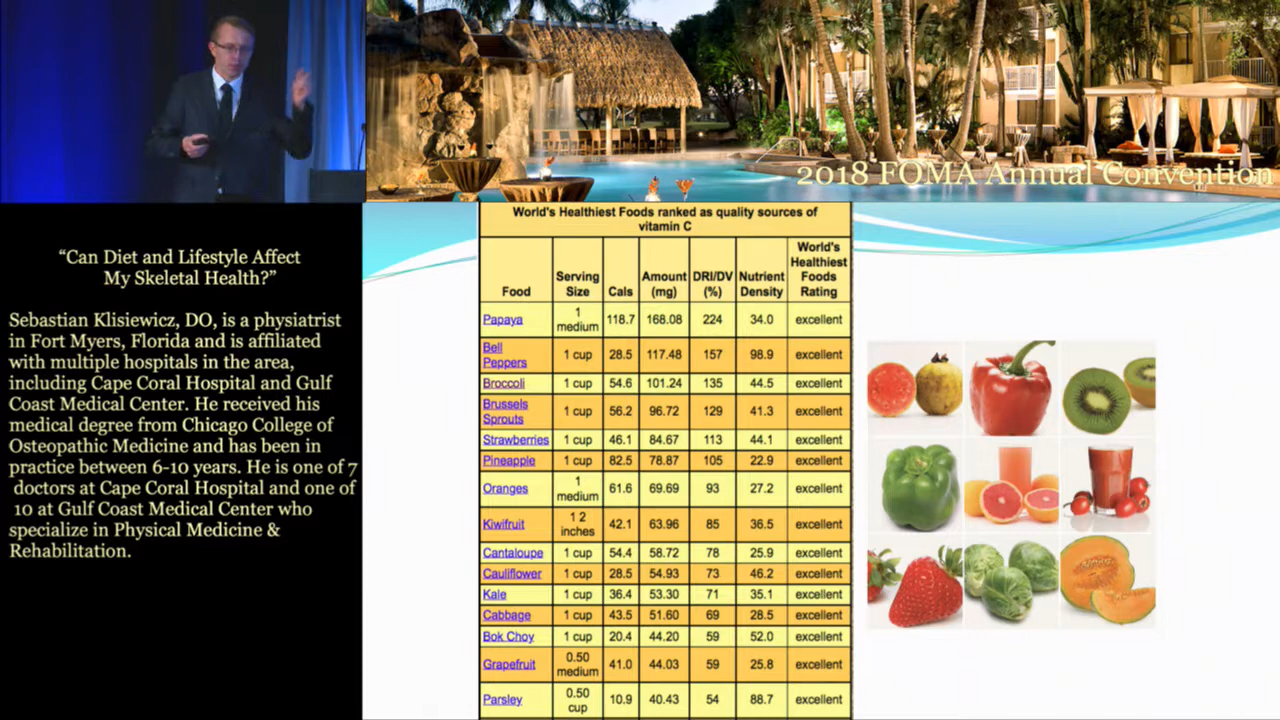 2018 FOMA Annual Convention
“Can Diet and Lifestyle Affect
My Skeletal Health?”
Sebastian Klisiewicz, DO, is a physiatrist
in Fort Myers, Florida and is affiliated
with multiple hospitals in the area,
including Cape Coral Hospital and Gulf
Coast Medical Center. He received his
medical degree from Chicago College of
Osteopathic Medicine and has been in
practice between 6-10 years. He is one of 7
doctors at Cape Coral Hospital and one of
10 at Gulf Coast Medical Center who
specialize in Physical Medicine &
Rehabilitation.
World's Healthiest Foods ranked as quality sources of
vitamin C
Food Serving Size Cals Amount (mg) DRI/DV (%) Nutrient Density World's Healthiest Foods Rating
Papaya 1 medium 118.7 168.08 224 34.0 excellent
Bell Peppers 1 cup 28.5 117.48 157 98.9 excellent
Broccoli 1 cup 54.6 101.24 135 44.5 excellent
Brussels Sprouts 1 cup 56.2 96.72 129 41.3 excellent
Strawberries 1 cup 46.1 84.67 113 44.1 excellent
Pineapple 1 cup 82.5 78.87 105 22.9 excellent
Oranges 1 medium 61.6 69.69 93 27.2 excellent
Kiwifruit 1 2 inches 42.1 63.96 85 36.5 excellent
Cantaloupe 1 cup 54.4 58.72 78 25.9 excellent
Cauliflower 1 cup 28.5 54.93 73 46.2 excellent
Kale 1 cup 36.4 53.30 71 35.1 excellent
Cabbage 1 cup 43.5 51.60 69 28.5 excellent
Bok Choy 1 cup 20.4 44.20 59 52.0 excellent
Grapefruit 0.50 medium 41.0 44.03 59 25.8 excellent
Parsley 0.50 cup 10.9 40.43 54 88.7 excellent